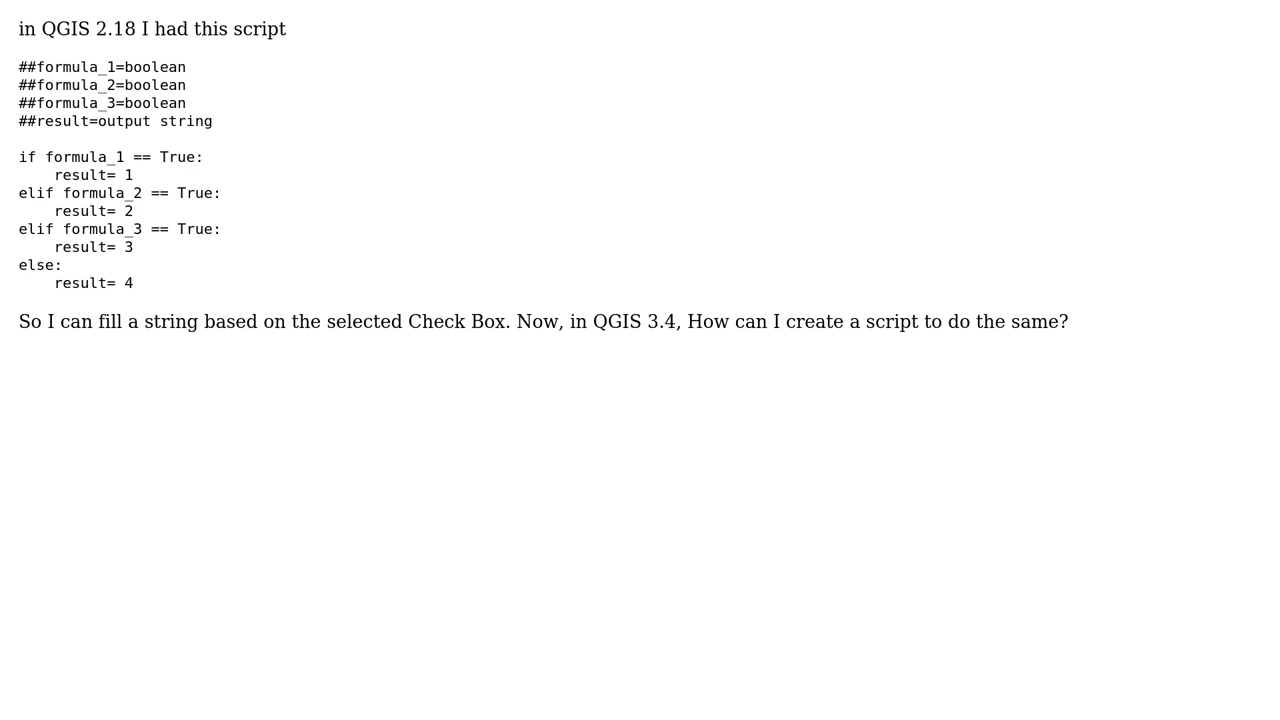 in QGIS 2.18 I had this script
##formula_1=boolean
##formula_2=boolean
##formula_3=boolean
##result=output string
if formula_1 == True:
    result= 1
elif formula_2 == True:
    result= 2
elif formula_3 == True:
    result= 3
else:
    result= 4
So I can fill a string based on the selected Check Box. Now, in QGIS 3.4, How can I create a script to do the same?